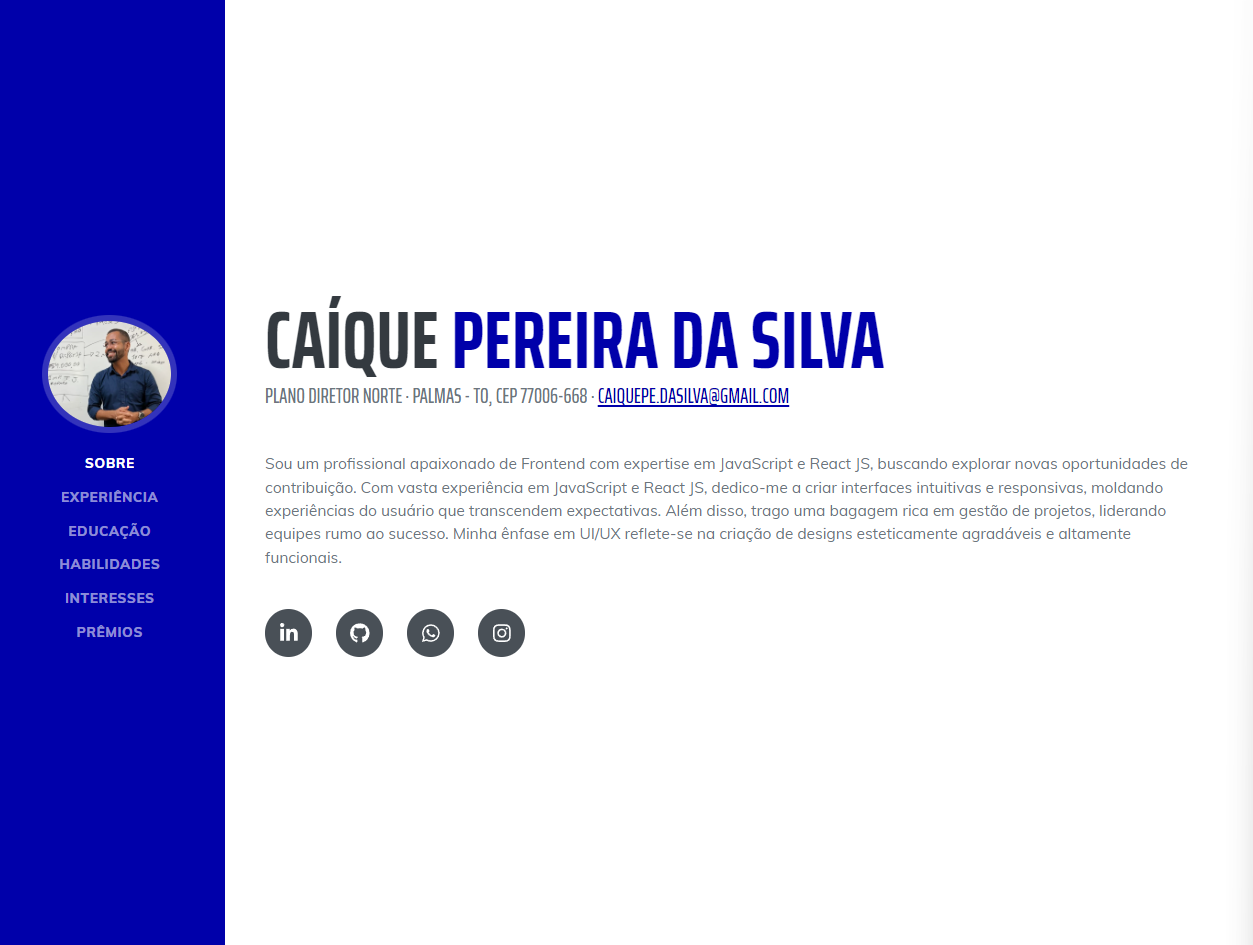 SOBRE
EXPERIÊNCIA
EDUCAÇÃO
HABILIDADES
INTERESSES
PRÊMIOS
CAÍQUE PEREIRA DA SILVA
PLANO DIRETOR NORTE · PALMAS - TO, CEP 77006-668 · CAIQUEPE.DASILVA@GMAIL.COM
Sou um profissional apaixonado de Frontend com expertise em JavaScript e React JS, buscando explorar novas oportunidades de
contribuição. Com vasta experiência em JavaScript e React JS, dedico-me a criar interfaces intuitivas e responsivas, moldando
experiências do usuário que transcendem expectativas. Além disso, trago uma bagagem rica em gestão de projetos, liderando
equipes rumo ao sucesso. Minha ênfase em UI/UX reflete-se na criação de designs esteticamente agradáveis e altamente
funcionais.
in